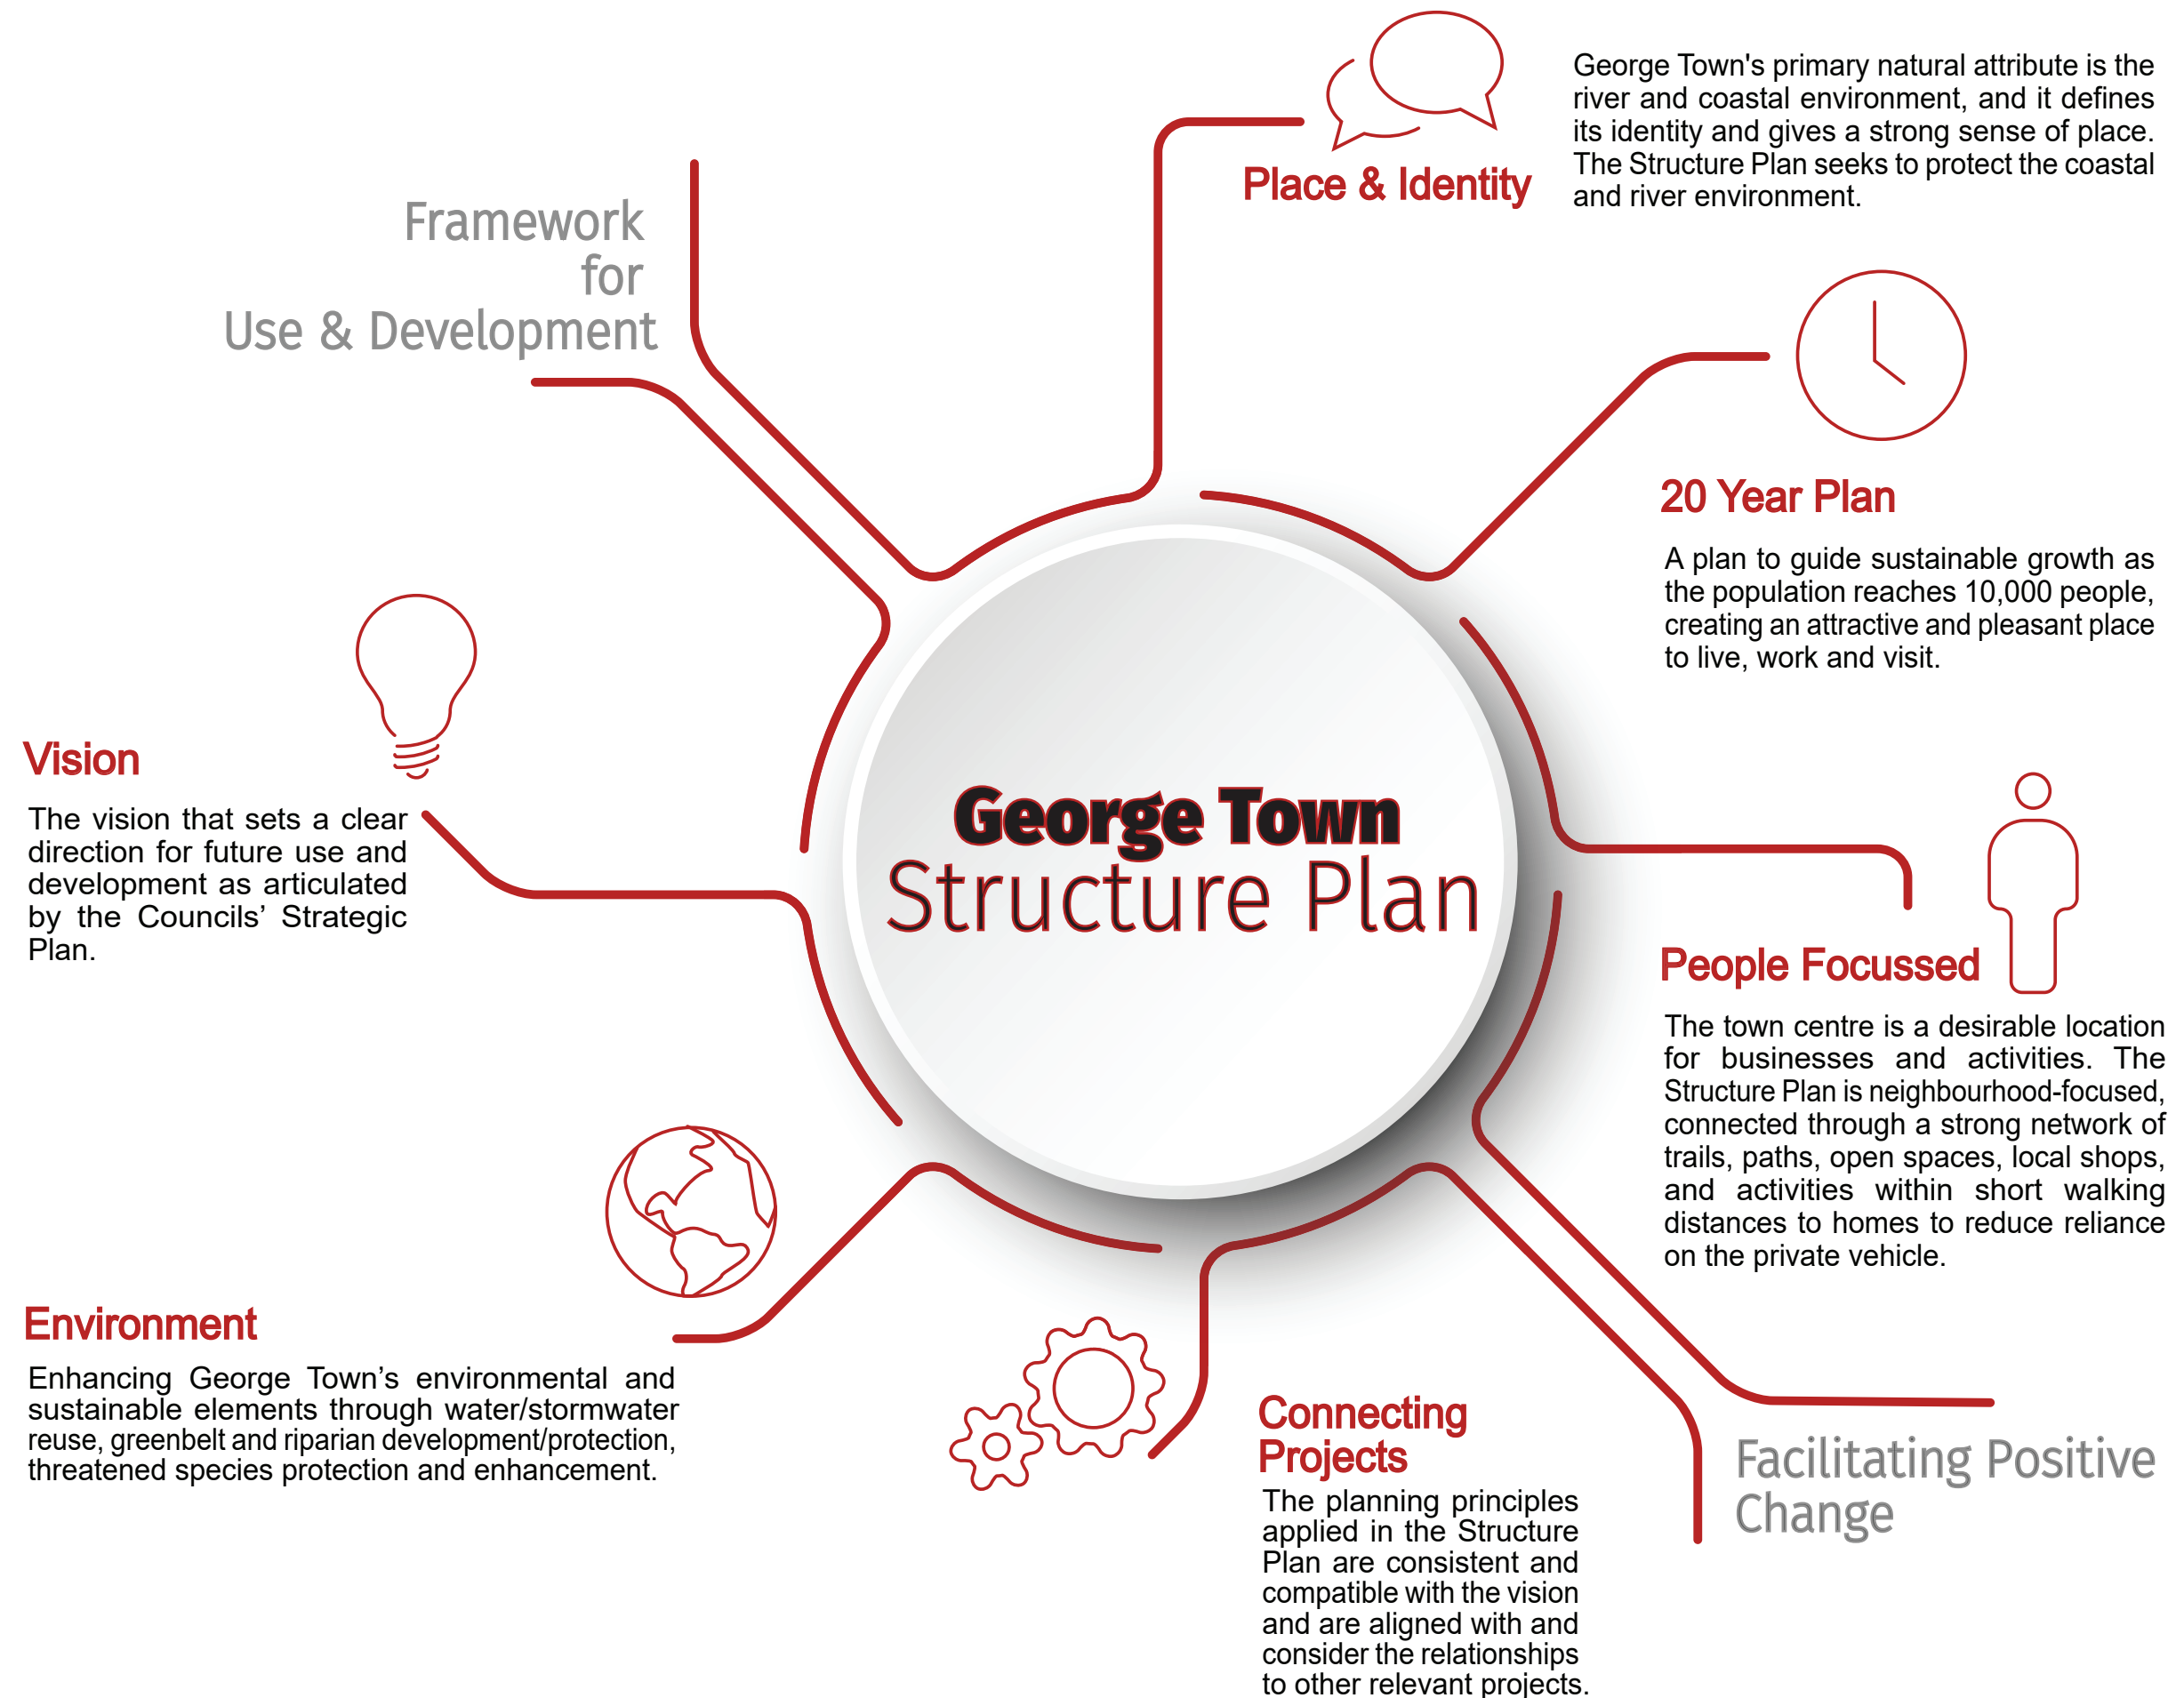 Framework
for
Use & Development
Place & Identity
George Town's primary natural attribute is the
river and coastal environment, and it defines
its identity and gives a strong sense of place.
The Structure Plan seeks to protect the coastal
and river environment.
20 Year Plan
A plan to guide sustainable growth as
the population reaches 10,000 people,
creating an attractive and pleasant place
to live, work and visit.
Vision
The vision that sets a clear
direction for future use and
development as articulated
by the Councils’ Strategic
Plan.
George Town
Structure Plan
People Focussed
The town centre is a desirable location
for businesses and activities. The
Structure Plan is neighbourhood-focused,
connected through a strong network of
trails, paths, open spaces, local shops,
and activities within short walking
distances to homes to reduce reliance
on the private vehicle.
Environment
Enhancing George Town’s environmental and
sustainable elements through water/stormwater
reuse, greenbelt and riparian development/protection,
threatened species protection and enhancement.
Connecting
Projects
The planning principles
applied in the Structure
Plan are consistent and
compatible with the vision
and are aligned with and
consider the relationships
to other relevant projects.
Facilitating Positive
Change